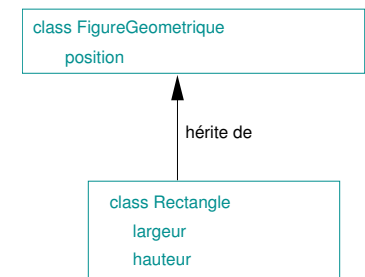 class FigureGeometrique
position
hérite de
class Rectangle
largeur
hauteur